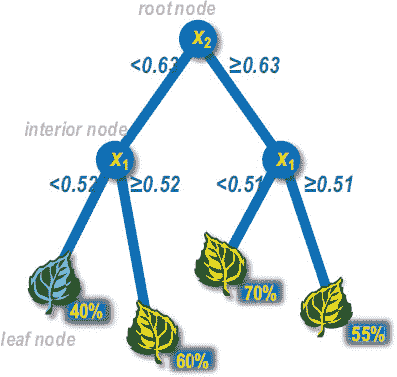 root node
X2
<0.63 ≥0.63
interior node
X1 X1
<0.52 ≥0.52 <0.51 ≥0.51
70%
40%
55%
leaf node
60%